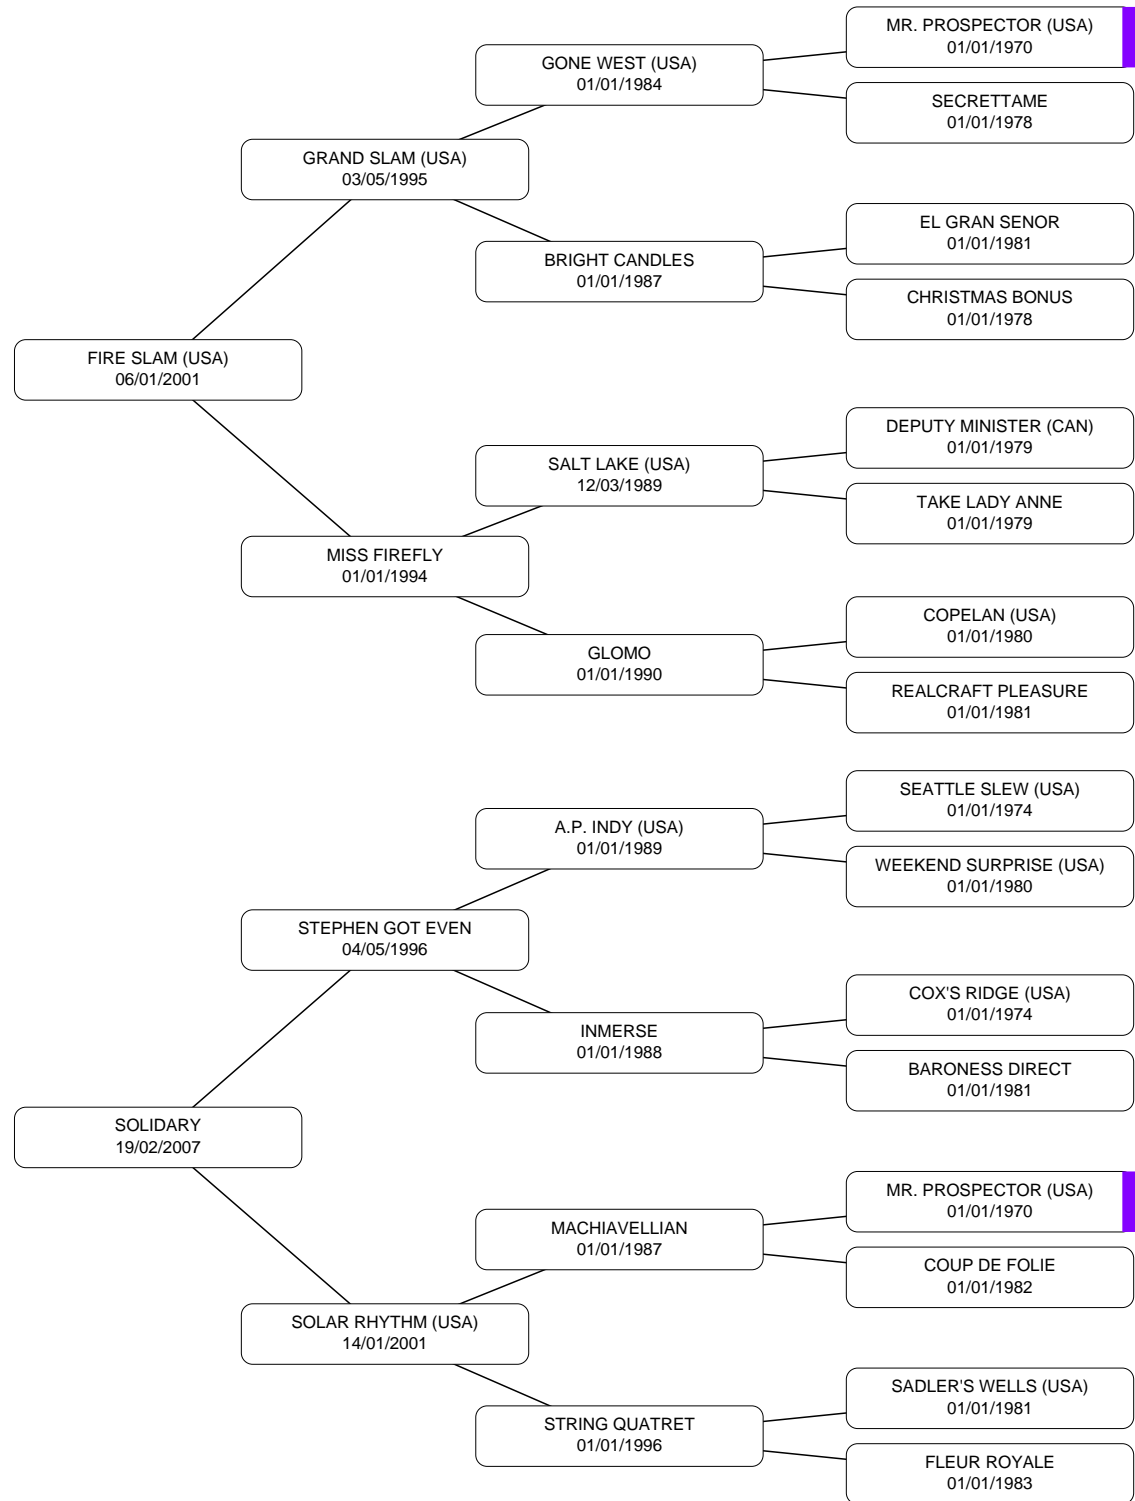 MR. PROSPECTOR (USA)
01/01/1970
GONE WEST (USA)
01/01/1984
SECRETTAME
01/01/1978
GRAND SLAM (USA)
03/05/1995
EL GRAN SENOR
01/01/1981
BRIGHT CANDLES
01/01/1987
CHRISTMAS BONUS
01/01/1978
FIRE SLAM (USA)
06/01/2001
DEPUTY MINISTER (CAN)
01/01/1979
SALT LAKE (USA)
12/03/1989
TAKE LADY ANNE
01/01/1979
MISS FIREFLY
01/01/1994
COPELAN (USA)
01/01/1980
GLOMO
01/01/1990
REALCRAFT PLEASURE
01/01/1981
SEATTLE SLEW (USA)
01/01/1974
A.P. INDY (USA)
01/01/1989
WEEKEND SURPRISE (USA)
01/01/1980
STEPHEN GOT EVEN
04/05/1996
COX'S RIDGE (USA)
01/01/1974
INMERSE
01/01/1988
BARONESS DIRECT
01/01/1981
SOLIDARY
19/02/2007
MR. PROSPECTOR (USA)
01/01/1970
MACHIAVELLIAN
01/01/1987
COUP DE FOLIE
01/01/1982
SOLAR RHYTHM (USA)
14/01/2001
SADLER'S WELLS (USA)
01/01/1981
STRING QUATRET
01/01/1996
FLEUR ROYALE
01/01/1983